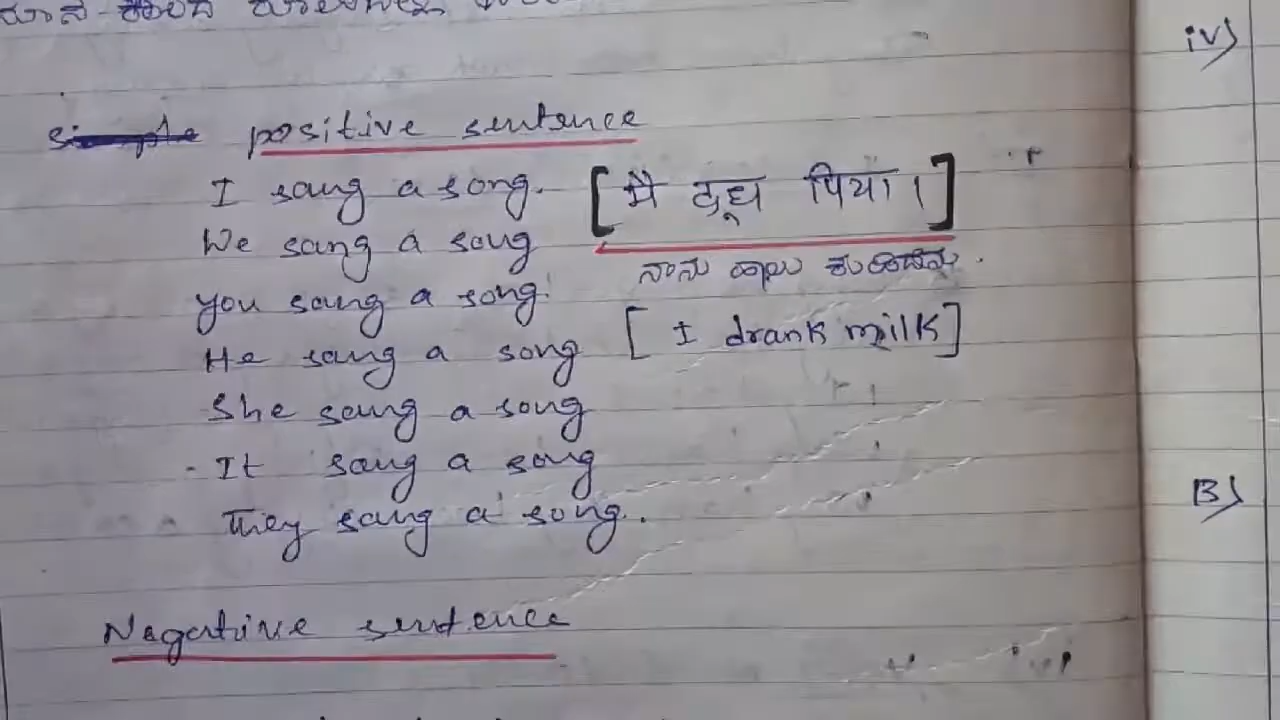 positive sentence
I sang a song. [मै दूध पिया।]
We sang a song
ನಾನು ಹಾಲು ಕುಡಿದೆನು.
you sang a song.
[I drank milk]
He sang a song
She sang a song
It sang a song
They sang a song.
Negative sentence
iv)
B)